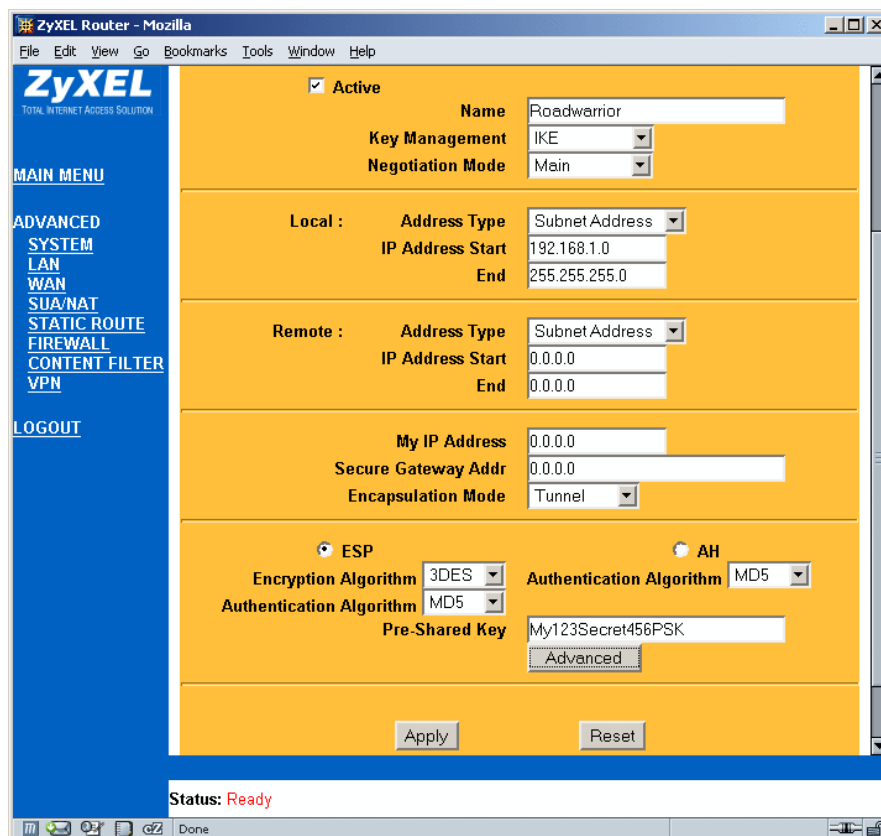 ZyXEL Router - Mozilla
File Edit View Go Bookmarks Tools Window Help
ZyXEL
TOTAL INTERNET ACCESS SOLUTION
MAIN MENU
ADVANCED
SYSTEM
LAN
WAN
SUA/NAT
STATIC ROUTE
FIREWALL
CONTENT FILTER
VPN
LOGOUT
Active
Name Roadwarrior
Key Management IKE
Negotiation Mode Main
Local : Address Type Subnet Address
IP Address Start 192.168.1.0
End 255.255.255.0
Remote : Address Type Subnet Address
IP Address Start 0.0.0.0
End 0.0.0.0
My IP Address 0.0.0.0
Secure Gateway Addr 0.0.0.0
Encapsulation Mode Tunnel
ESP AH
Encryption Algorithm 3DES Authentication Algorithm MD5
Authentication Algorithm MD5
Pre-Shared Key My123Secret456PSK
Advanced
Apply Reset
Status: Ready
Done